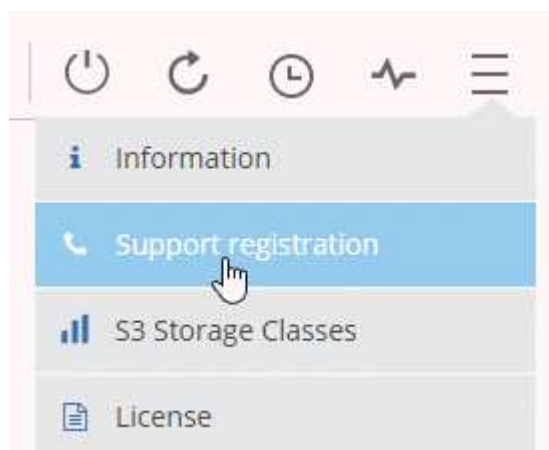 Information
Support registration
S3 Storage Classes
License